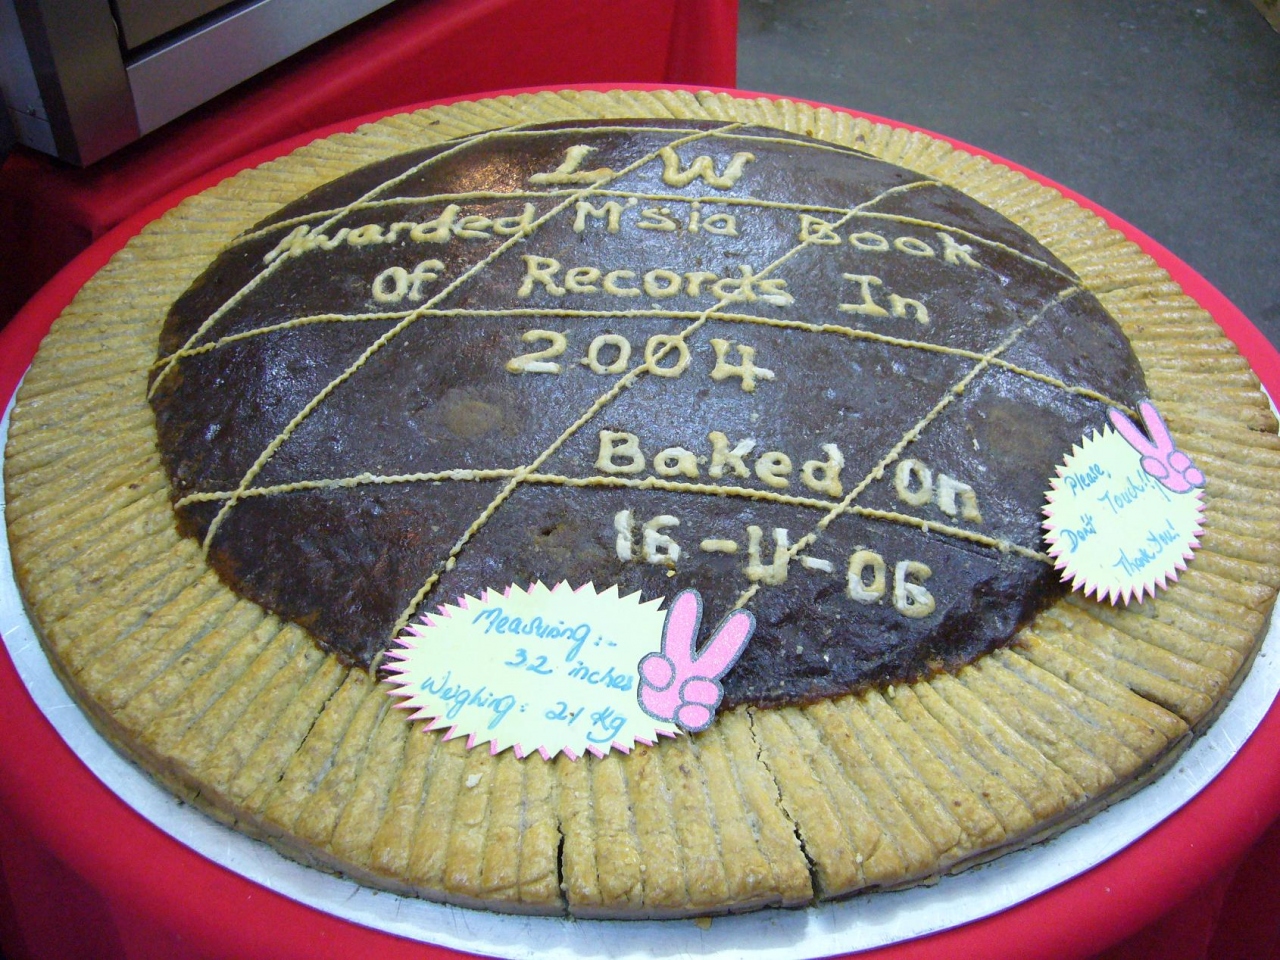 L W
Awarded M'sia Book
Of Records In
2004
Baked On
16-11-06
Measuring:-
32 inches
Weighing: 21 Kg
Please,
Don't Touch!!
Thank You!!